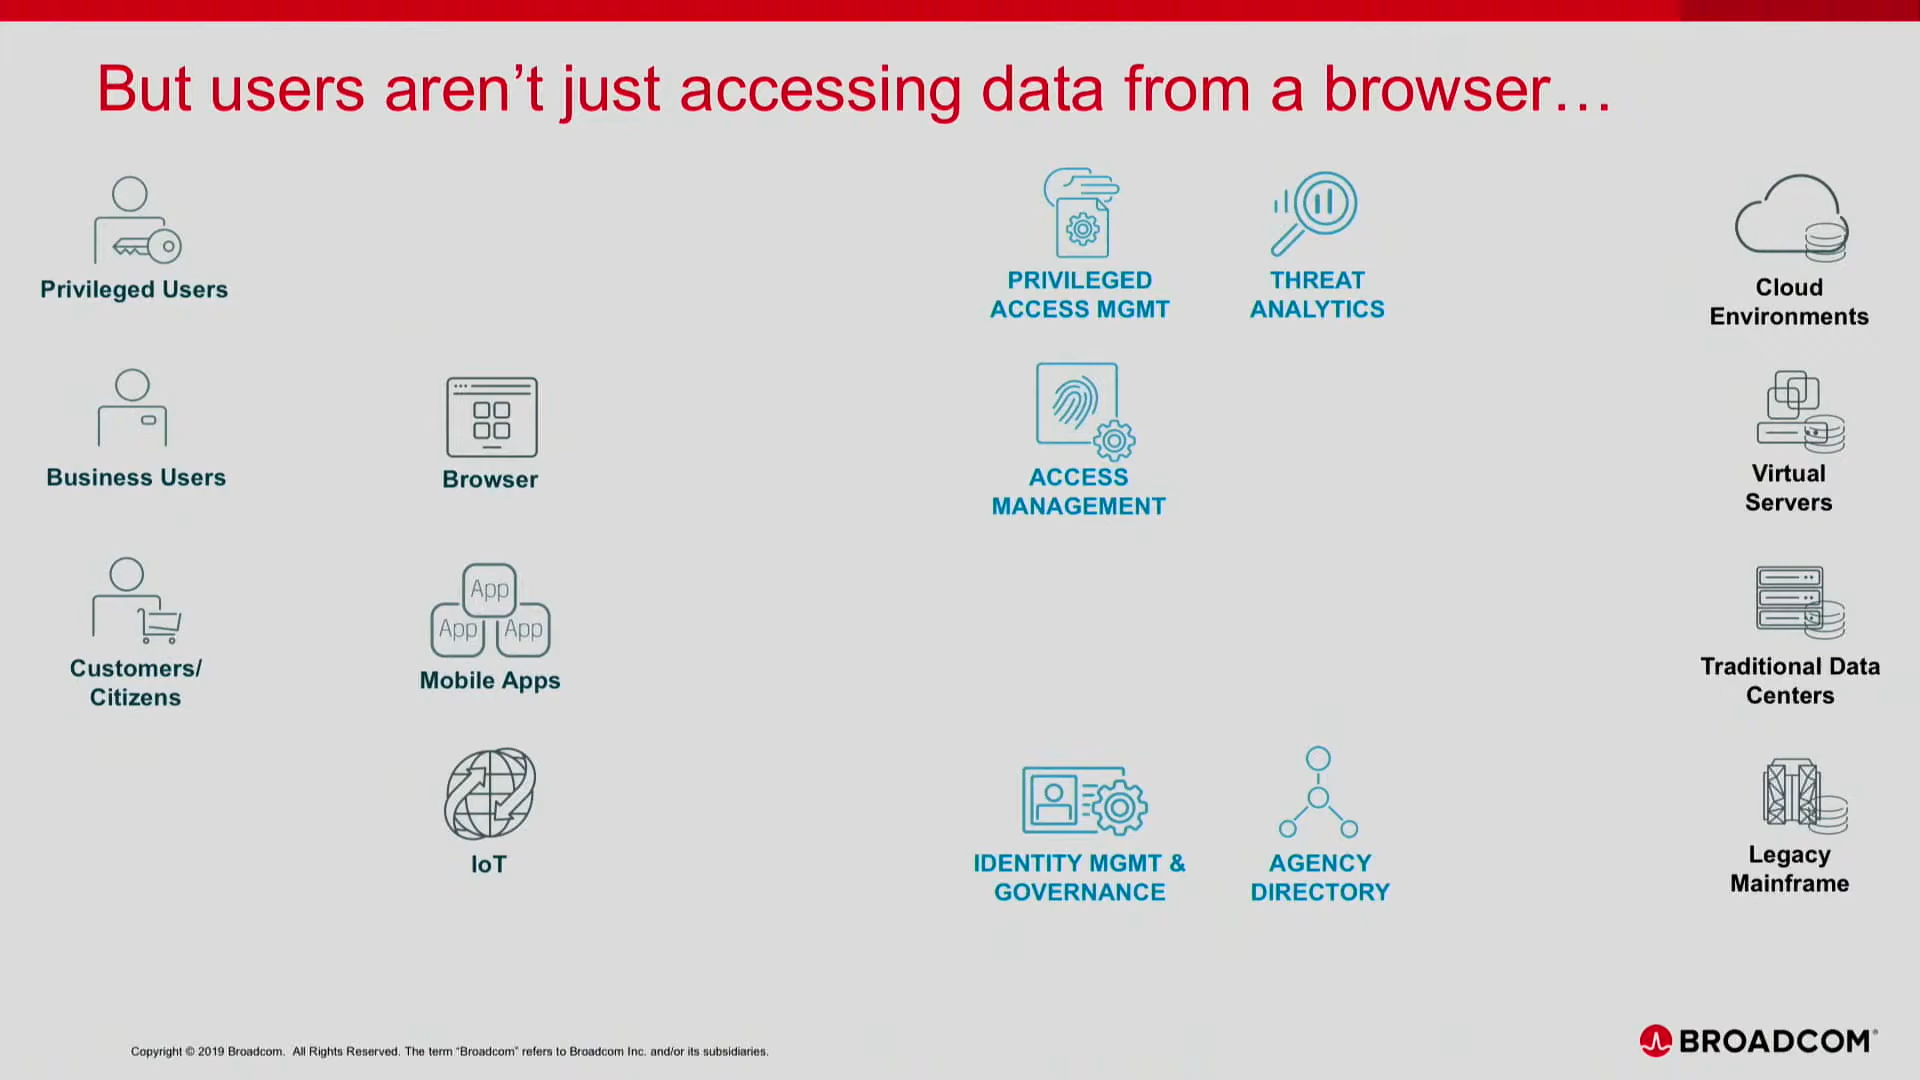 But users aren’t just accessing data from a browser…
Privileged Users
PRIVILEGED
ACCESS MGMT
THREAT
ANALYTICS
Cloud
Environments
Business Users
Browser
ACCESS
MANAGEMENT
Virtual
Servers
App
App
App
Customers/
Citizens
Mobile Apps
Traditional Data
Centers
IoT
IDENTITY MGMT &
GOVERNANCE
AGENCY
DIRECTORY
Legacy
Mainframe
Copyright © 2019 Broadcom. All Rights Reserved. The term “Broadcom” refers to Broadcom Inc. and/or its subsidiaries.
BROADCOM®